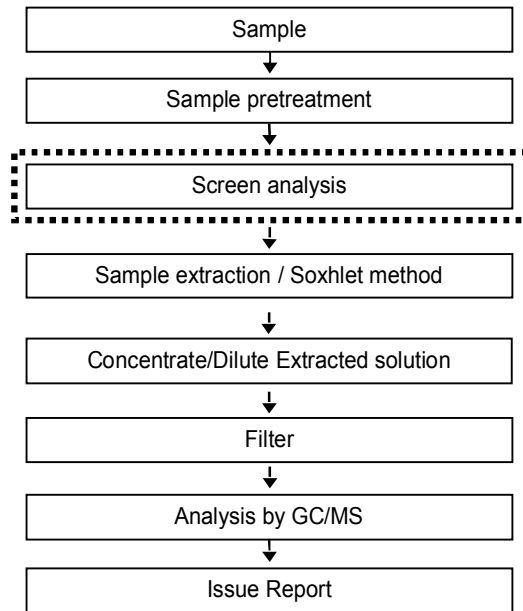 Sample
Sample pretreatment
Screen analysis
Sample extraction / Soxhlet method
Concentrate/Dilute Extracted solution
Filter
Analysis by GC/MS
Issue Report